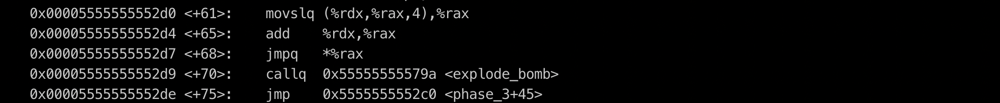 0x00005555555552d0 <+61>:    movslq (%rdx,%rax,4),%rax
0x00005555555552d4 <+65>:    add    %rdx,%rax
0x00005555555552d7 <+68>:    jmpq   *%rax
0x00005555555552d9 <+70>:    callq  0x55555555579a <explode_bomb>
0x00005555555552de <+75>:    jmp    0x5555555552c0 <phase_3+45>